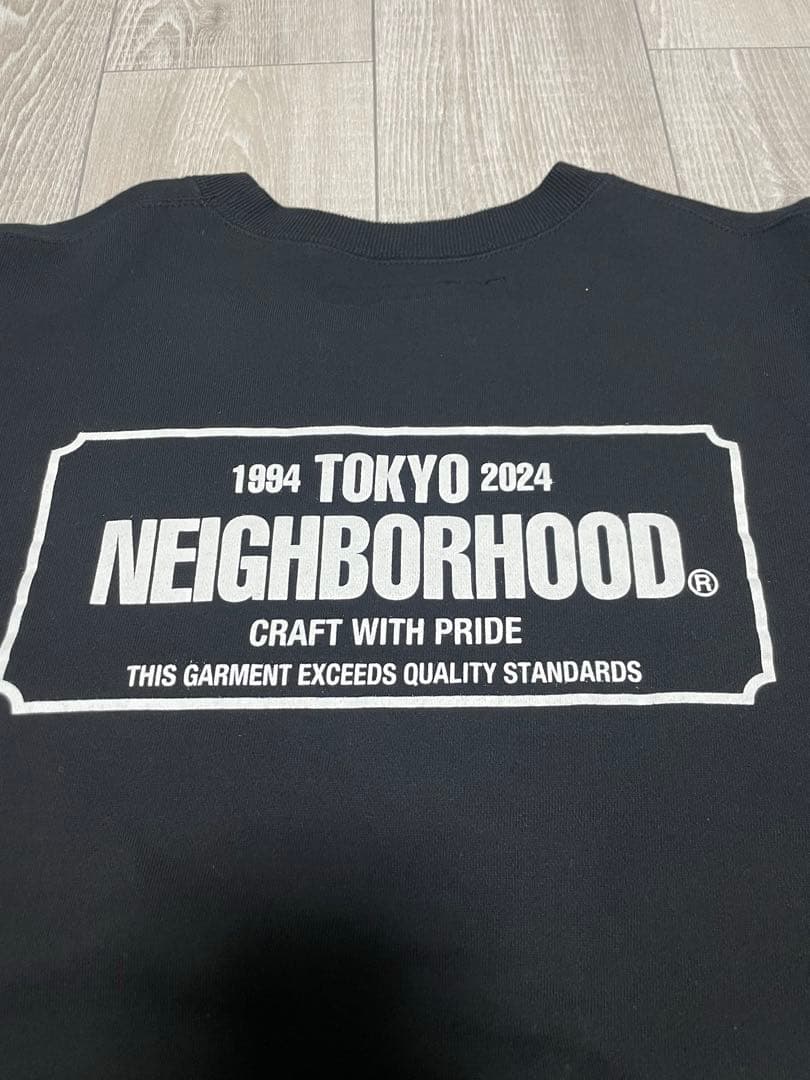 1994 TOKYO 2024
NEIGHBORHOOD®
CRAFT WITH PRIDE
THIS GARMENT EXCEEDS QUALITY STANDARDS